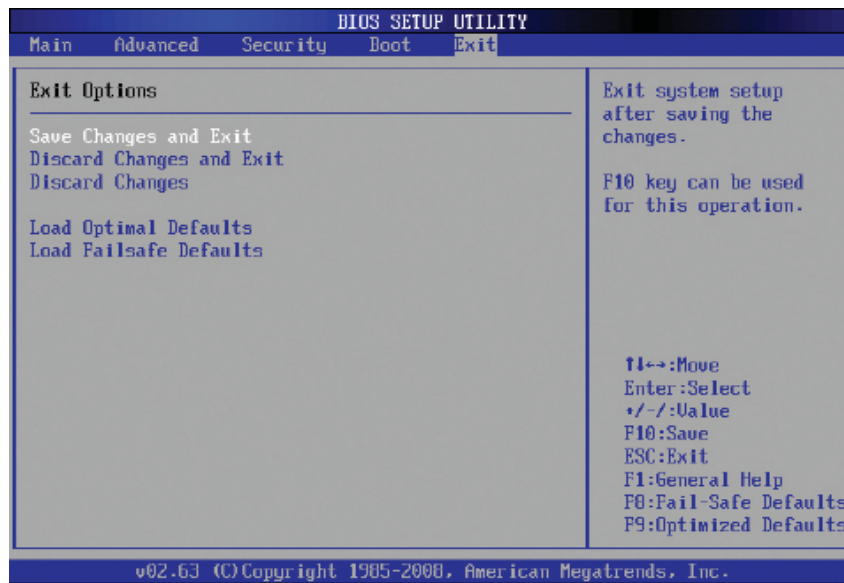 BIOS SETUP UTILITY
Main Advanced Security Boot Exit
Exit Options
Save Changes and Exit
Discard Changes and Exit
Discard Changes
Load Optimal Defaults
Load Failsafe Defaults
Exit system setup
after saving the
changes.
F10 key can be used
for this operation.
↑↓←→:Move
Enter:Select
+/-/:Value
F10:Save
ESC:Exit
F1:General Help
F8:Fail-Safe Defaults
F9:Optimized Defaults
v02.63 (C)Copyright 1985-2008, American Megatrends, Inc.